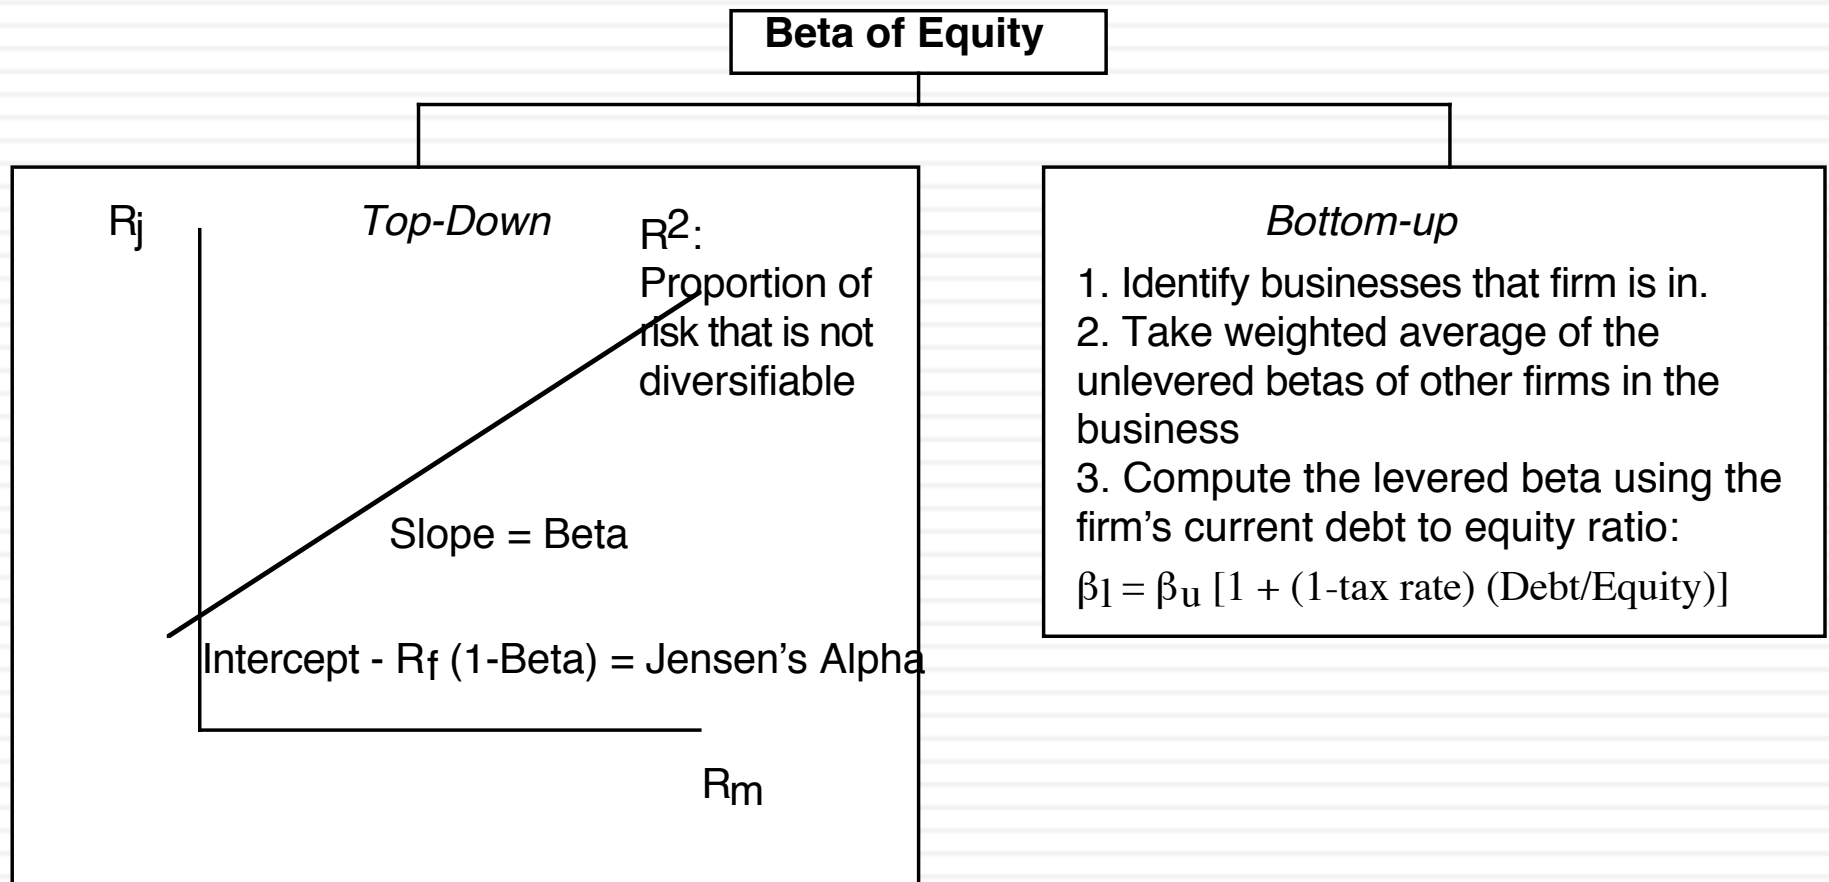 Beta of Equity
Rj
Top-Down
R2:
Proportion of
risk that is not
diversifiable
Slope = Beta
Intercept - Rf (1-Beta) = Jensen's Alpha
Rm
Bottom-up
1. Identify businesses that firm is in.
2. Take weighted average of the
unlevered betas of other firms in the
business
3. Compute the levered beta using the
firm's current debt to equity ratio:
βl = βu [1 + (1-tax rate) (Debt/Equity)]